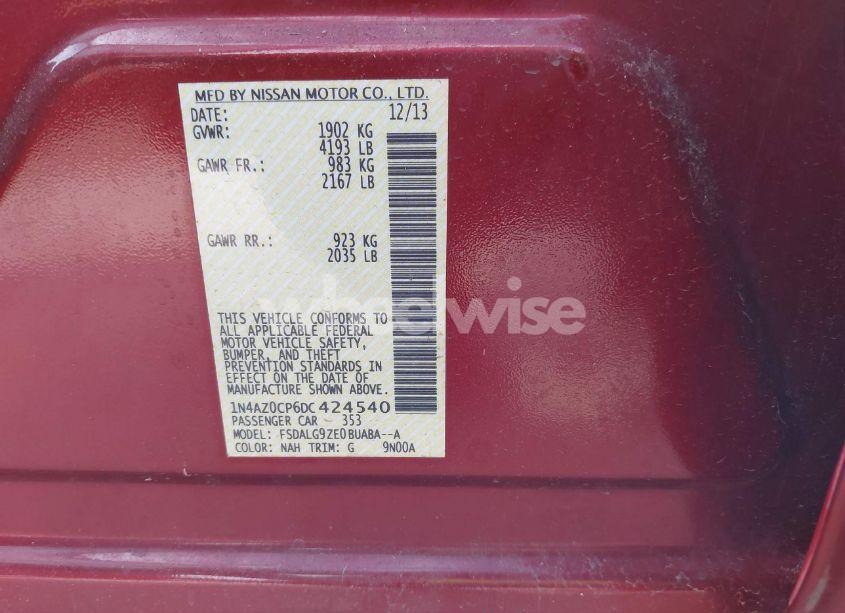 MFD BY NISSAN MOTOR CO., LTD.
DATE: 12/13
GVWR: 1902 KG
4193 LB
GAWR FR.: 983 KG
2167 LB
GAWR RR.: 923 KG
2035 LB
wheelwise
THIS VEHICLE CONFORMS TO
ALL APPLICABLE FEDERAL
MOTOR VEHICLE SAFETY,
BUMPER, AND THEFT
PREVENTION STANDARDS IN
EFFECT ON THE DATE OF
MANUFACTURE SHOWN ABOVE.
1N4AZ0CP6DC424540
PASSENGER CAR - 353
MODEL: FSDALG9ZE0BUABA--A
COLOR: NAH TRIM: G 9N00A